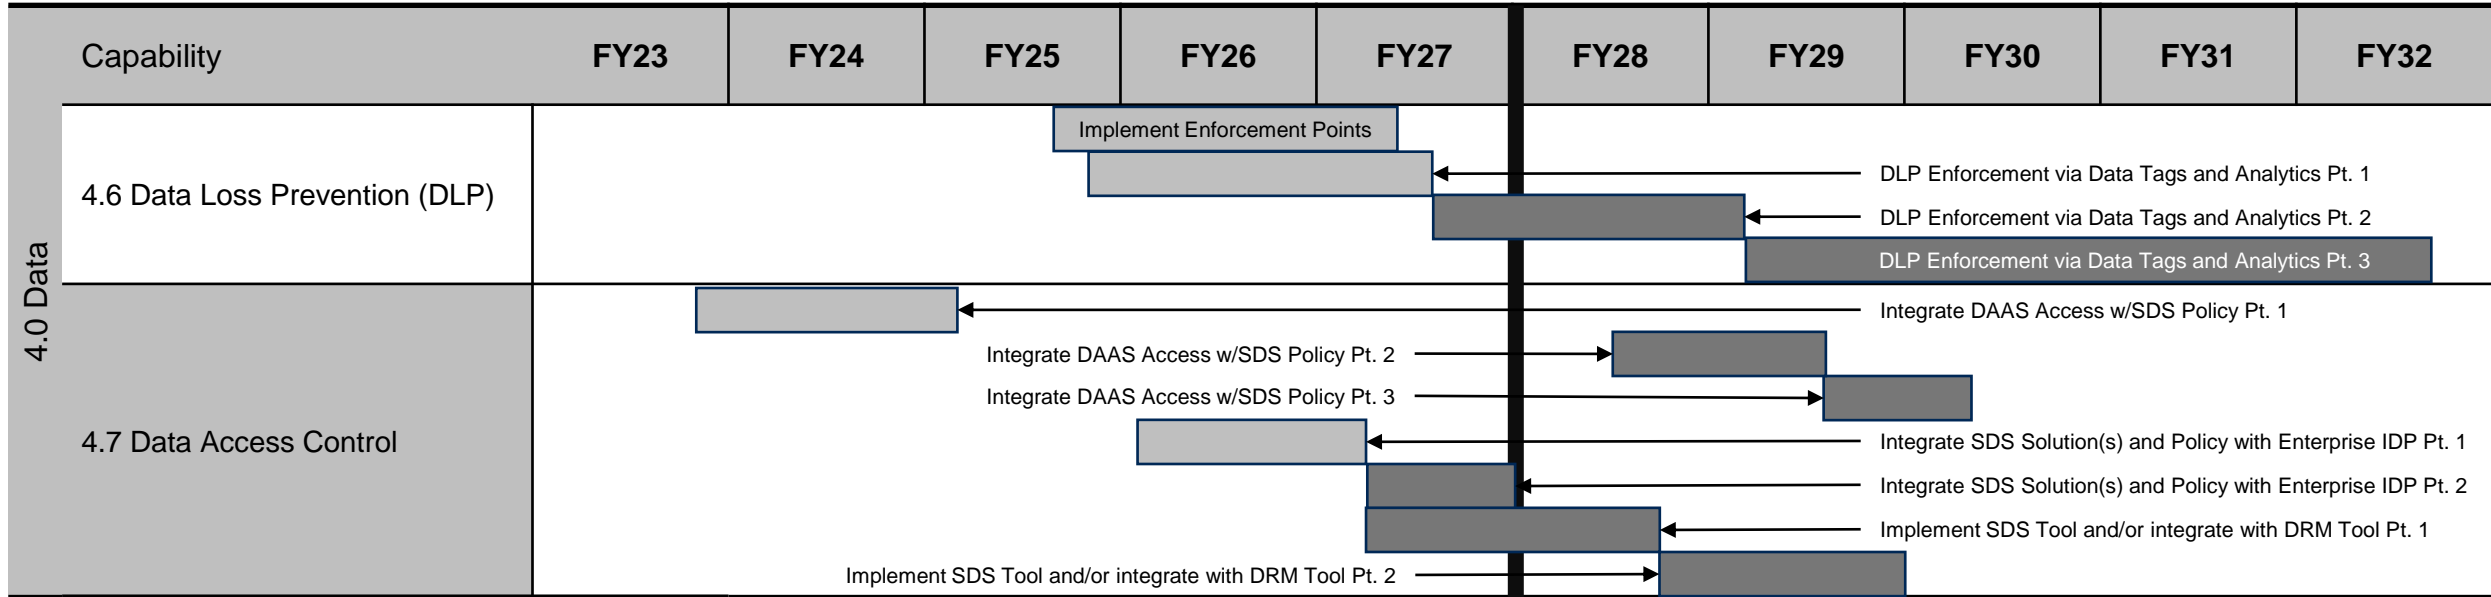 Capability
FY23
FY24
FY25
FY26
FY27
FY28
FY29
FY30
FY31
FY32
4.0 Data
4.6 Data Loss Prevention (DLP)
Implement Enforcement Points
DLP Enforcement via Data Tags and Analytics Pt. 1
DLP Enforcement via Data Tags and Analytics Pt. 2
DLP Enforcement via Data Tags and Analytics Pt. 3
4.7 Data Access Control
Integrate DAAS Access w/SDS Policy Pt. 1
Integrate DAAS Access w/SDS Policy Pt. 2
Integrate DAAS Access w/SDS Policy Pt. 3
Integrate SDS Solution(s) and Policy with Enterprise IDP Pt. 1
Integrate SDS Solution(s) and Policy with Enterprise IDP Pt. 2
Implement SDS Tool and/or integrate with DRM Tool Pt. 1
Implement SDS Tool and/or integrate with DRM Tool Pt. 2